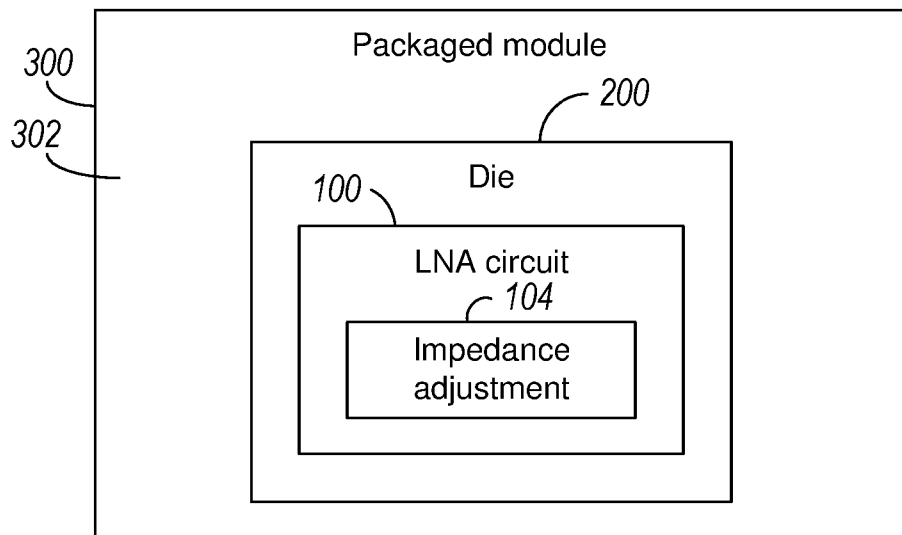 Packaged module
300
200
302
Die
100
LNA circuit
104
Impedance
adjustment